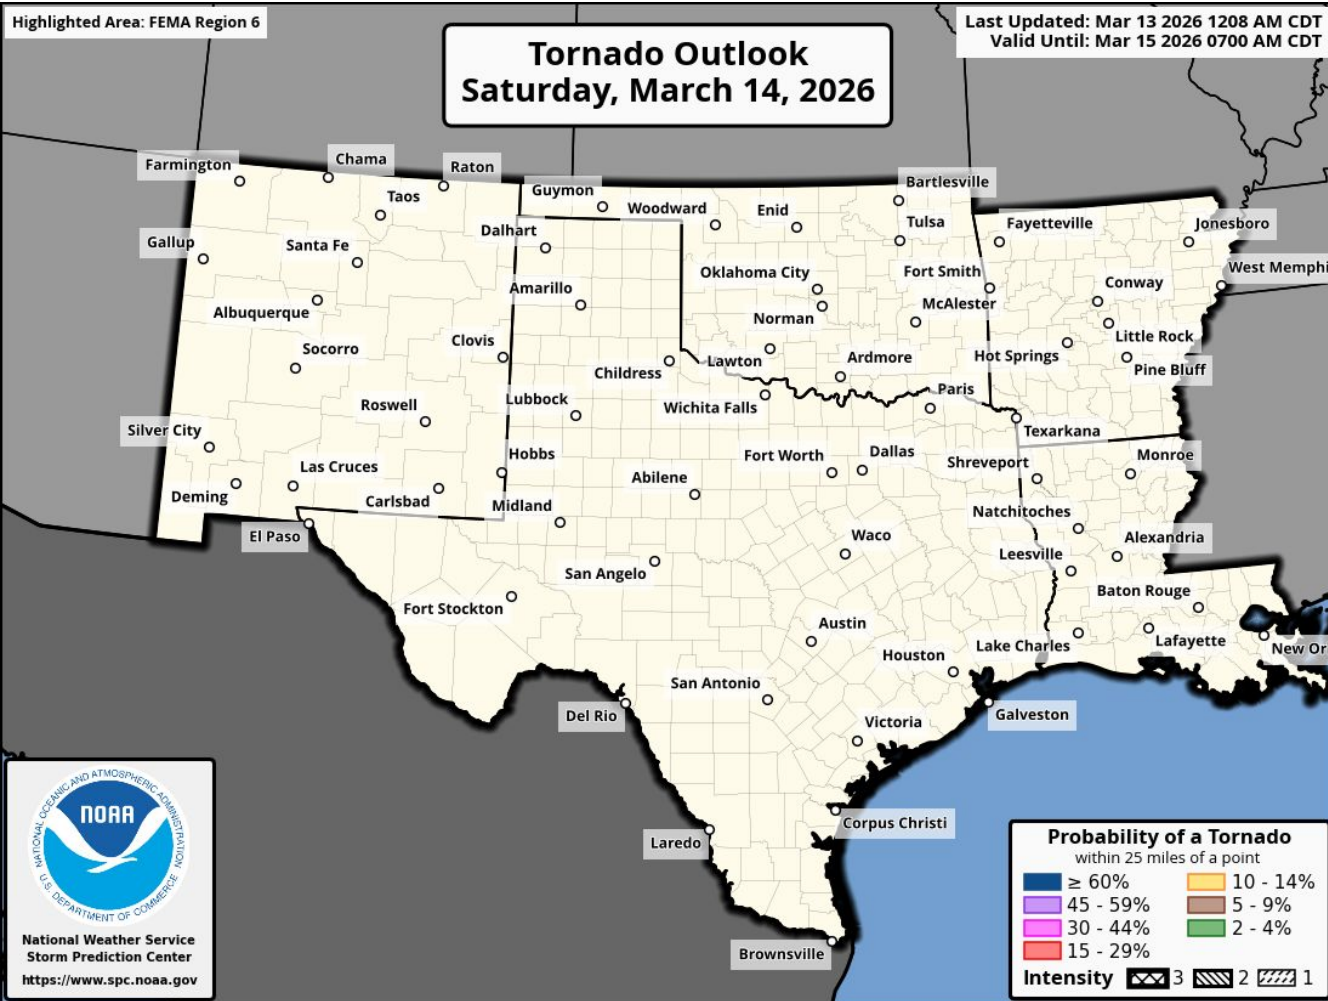 Highlighted Area: FEMA Region 6
Tornado Outlook
Saturday, March 14, 2026
Last Updated: Mar 13 2026 1208 AM CDT
Valid Until: Mar 15 2026 0700 AM CDT
Farmington
Chama
Raton
Taos
Guymon
Woodward
Enid
Bartlesville
Tulsa
Fayetteville
Jonesboro
Gallup
Santa Fe
Dalhart
Oklahoma City
Fort Smith
West Memphi
Amarillo
Conway
Albuquerque
Norman
McAlester
Socorro
Clovis
Little Rock
Childress
Lawton
Ardmore
Hot Springs
Pine Bluff
Roswell
Lubbock
Wichita Falls
Paris
Silver City
Texarkana
Las Cruces
Hobbs
Fort Worth
Dallas
Shreveport
Monroe
Deming
Carlsbad
Abilene
Midland
Natchitoches
El Paso
Waco
Alexandria
San Angelo
Leesville
Fort Stockton
Baton Rouge
Austin
Lake Charles
Lafayette
New Or
Houston
San Antonio
Del Rio
Galveston
Victoria
Corpus Christi
Laredo
Brownsville
NATIONAL OCEANIC AND ATMOSPHERIC ADMINISTRATION
NOAA
U.S. DEPARTMENT OF COMMERCE
National Weather Service
Storm Prediction Center
https://www.spc.noaa.gov
Probability of a Tornado
within 25 miles of a point
≥ 60% 10 - 14%
45 - 59% 5 - 9%
30 - 44% 2 - 4%
15 - 29%
Intensity 3 2 1